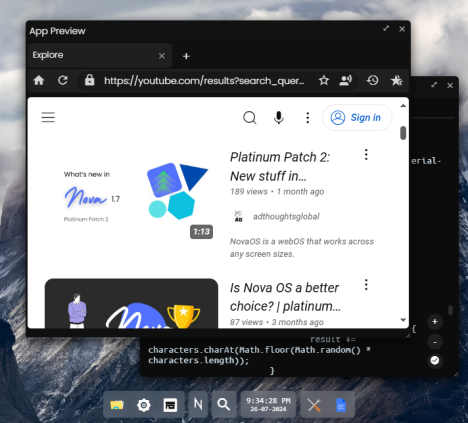 App Preview
Explore
https://youtube.com/results?search_quer...
Sign in
What's new in
Nova 1.7
Platinum Patch 2
1:13
Platinum Patch 2:
New stuff in...
189 views • 1 month ago
adthoughtsglobal
NovaOS is a webOS that works across
any screen sizes.
Is Nova OS a better
choice? | platinum...
87 views • 3 months ago
Nova
erial-
{
result +=
characters.charAt(Math.floor(Math.random() *
characters.length));
}
+
-
N
9:34:28 PM
26-07-2024